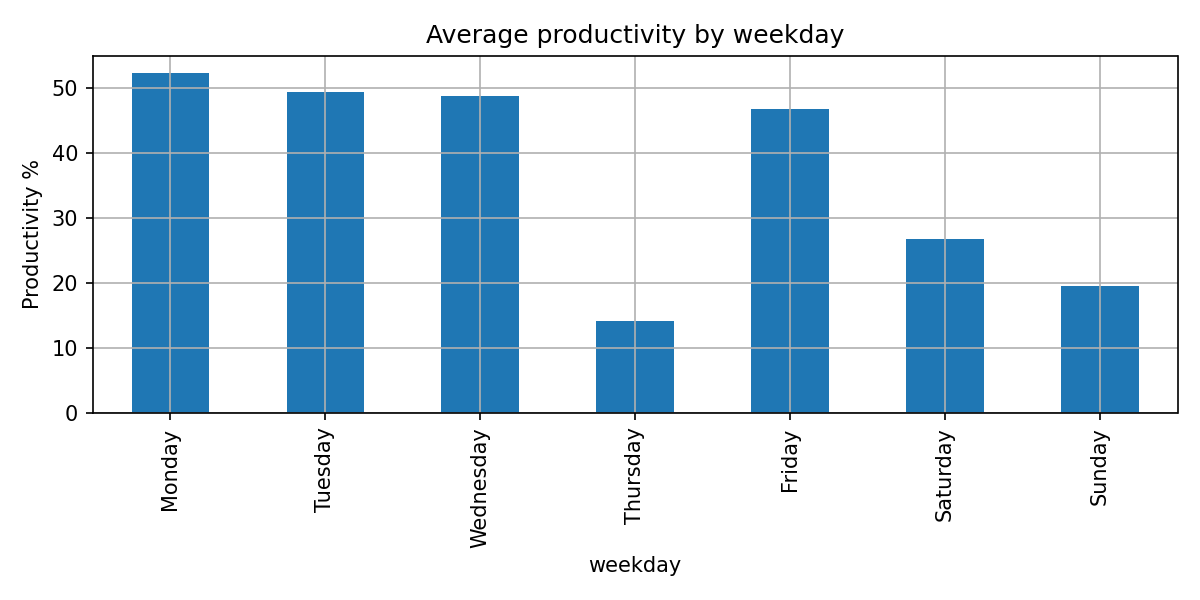 Average productivity by weekday
Productivity %
50
40
30
20
10
0
Monday
Tuesday
Wednesday
Thursday
Friday
Saturday
Sunday
weekday